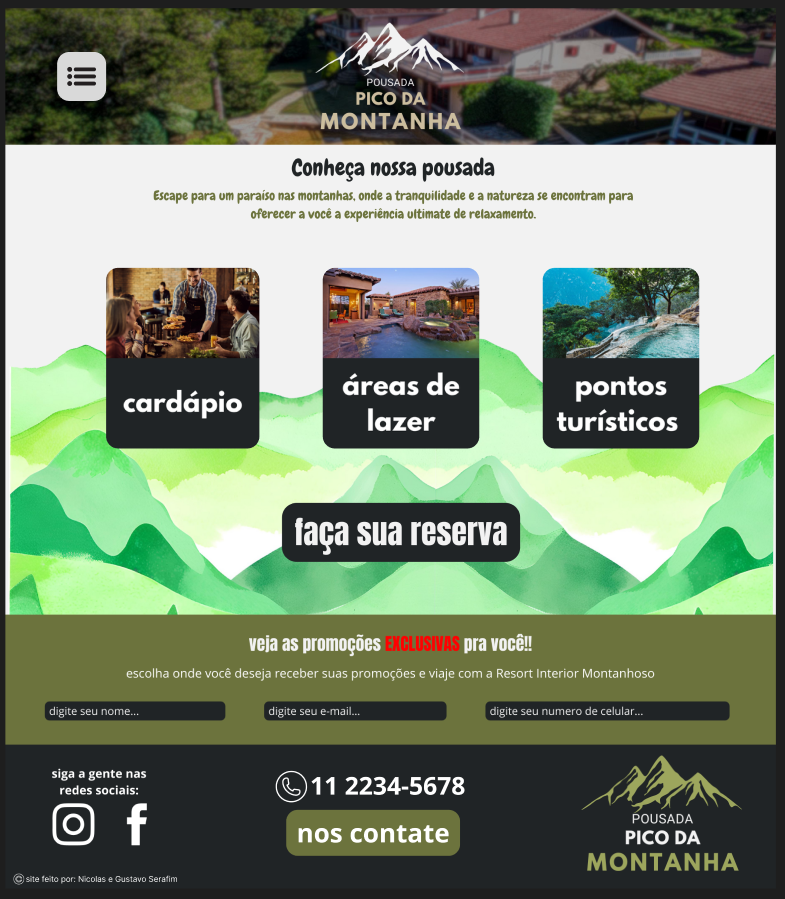 POUSADA
PICO DA
MONTANHA
Conheça nossa pousada
Escape para um paraíso nas montanhas, onde a tranquilidade e a natureza se encontram para
oferecer a você a experiência ultimate de relaxamento.
cardápio
áreas de
lazer
pontos
turísticos
faça sua reserva
veja as promoções EXCLUSIVAS pra você!!
escolha onde você deseja receber suas promoções e viaje com a Resort Interior Montanhoso
digite seu nome...
digite seu e-mail...
digite seu numero de celular...
siga a gente nas
redes sociais:
11 2234-5678
nos contate
POUSADA
PICO DA
MONTANHA
© site feito por: Nicolas e Gustavo Serafim